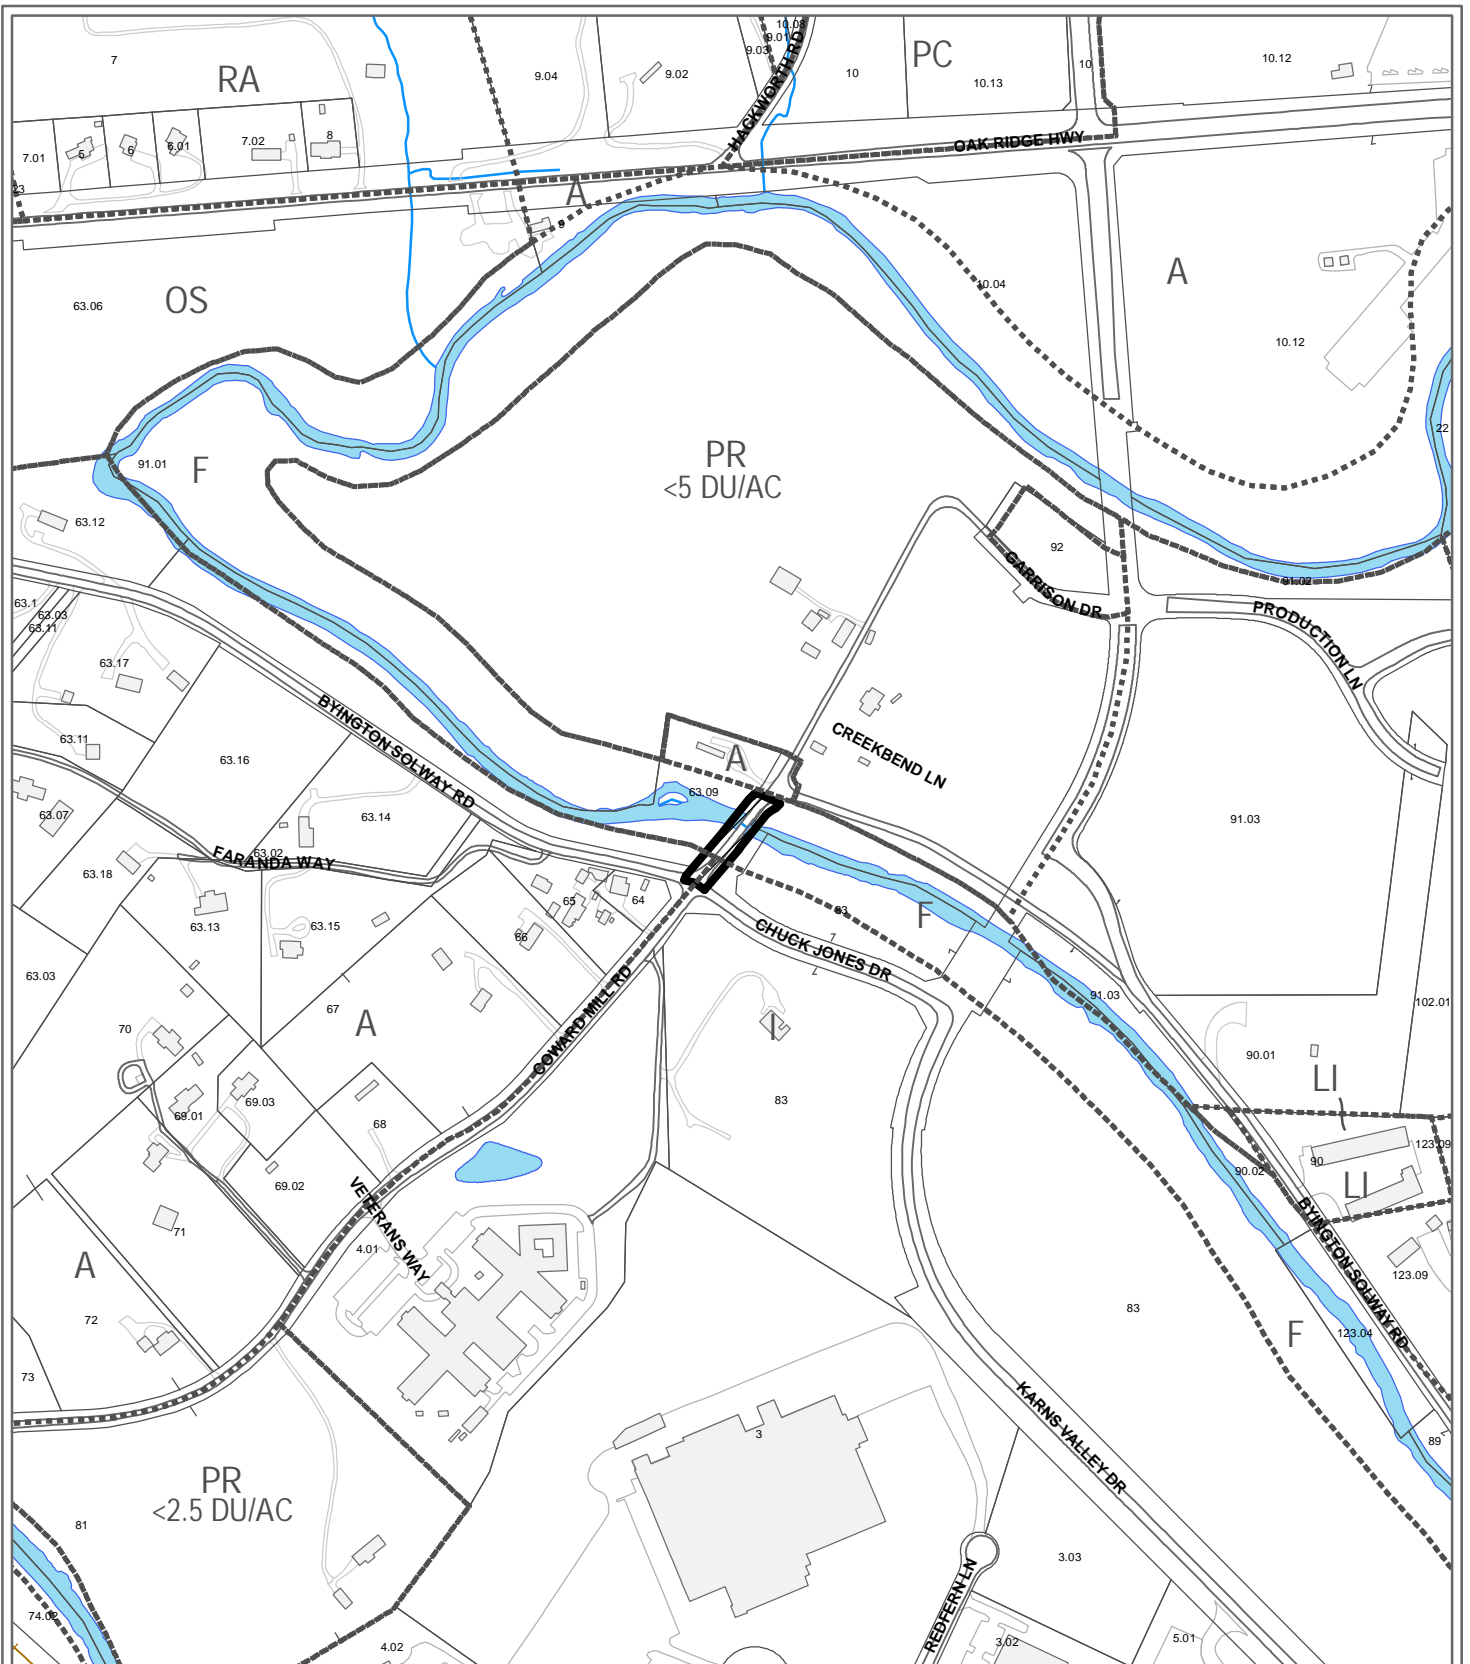 10.08
9.01
7
9.03
HACKWORTH RD
PC
RA
9.04
9.02
10
10.13
10
10.12
7.01
5
6
6.01
7.02
8
OAK RIDGE HWY
23
A
9
63.06
OS
10.04
A
10.12
22
PR
<5 DU/AC
91.01
F
63.12
92
GARRISON DR
91.02
PRODUCTION LN
63.1
63.03
63.11
63.17
63.11
63.16
BYINGTON SOLWAY RD
CREEKBEND LN
A
63.09
63.07
63.14
63.02
FARANDA WAY
91.03
63.18
63.13
63.15
65
64
66
83
F
CHUCK JONES DR
63.03
67
A
COWARD MILL RD
91.03
102.01
70
I
90.01
69.01
69.03
83
LI
68
69.02
VETERANS WAY
90.02
90
123.09
LI
71
4.01
BYINGTON SOLWAY RD
A
72
123.09
83
F
123.04
73
KARNS VALLEY DR
3
89
PR
<2.5 DU/AC
81
3.03
REDFERN LN
74.02
4.02
3.02
5.01